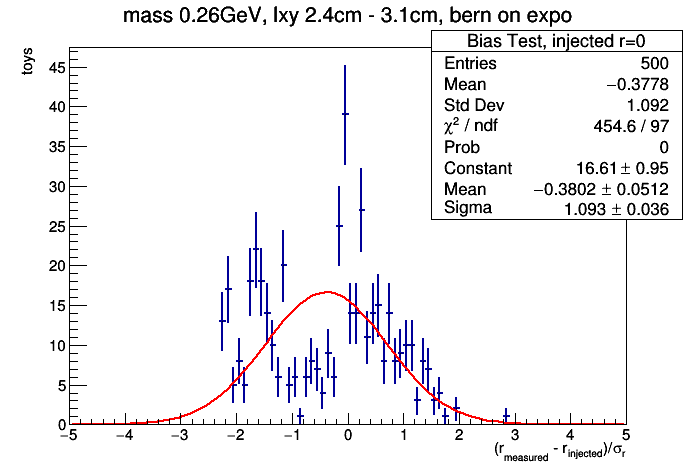 mass 0.26GeV, lxy 2.4cm - 3.1cm, bern on expo
toys
Bias Test, injected r=0
Entries 500
Mean −0.3778
Std Dev 1.092
χ² / ndf 454.6 / 97
Prob 0
Constant 16.61 ± 0.95
Mean −0.3802 ± 0.0512
Sigma 1.093 ± 0.036
45
40
35
30
25
20
15
10
5
0
−5 −4 −3 −2 −1 0 1 2 3 4 5
(r_measured - r_injected)/σ_r